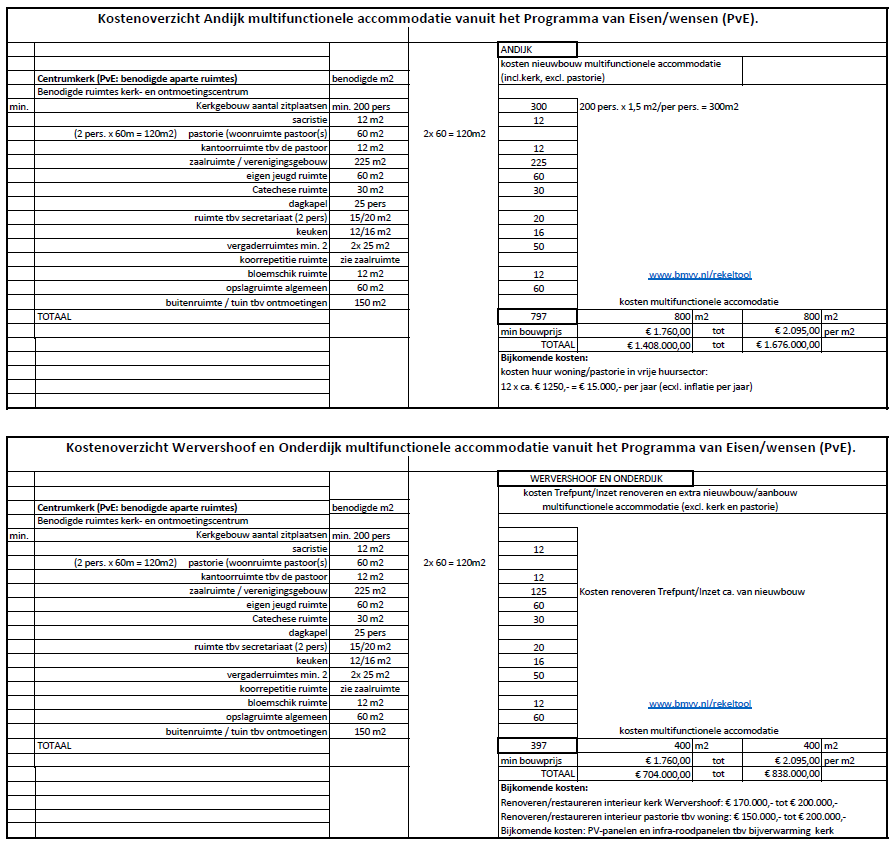 Kostenoverzicht Andijk multifunctionele accommodatie vanuit het Programma van Eisen/wensen (PvE).
ANDIJK
kosten nieuwbouw multifunctionele accommodatie
Centrumkerk (PvE: benodigde aparte ruimtes) benodigde m2 (incl.kerk, excl. pastorie)
Benodigde ruimtes kerk- en ontmoetingscentrum
min. Kerkgebouw aantal zitplaatsen min. 200 pers 300 200 pers. x 1,5 m2/per pers. = 300m2
sacristie 12 m2 12
(2 pers. x 60m = 120m2) pastorie (woonruimte pastoor(s) 60 m2 2x 60 = 120m2
kantoorruimte tbv de pastoor 12 m2 12
zaalruimte / verenigingsgebouw 225 m2 225
eigen jeugd ruimte 60 m2 60
Catechese ruimte 30 m2 30
dagkapel 25 pers
ruimte tbv secretariaat (2 pers) 15/20 m2 20
keuken 12/16 m2 16
vergaderruimtes min. 2 2x 25 m2 50
koorrepetitie ruimte zie zaalruimte
bloemschik ruimte 12 m2 12 www.bmvv.nl/rekeltool
opslagruimte algemeen 60 m2 60
buitenruimte / tuin tbv ontmoetingen 150 m2 kosten multifunctionele accomodatie
TOTAAL 797 800 m2 800 m2
min bouwprijs € 1.760,00 tot € 2.095,00 per m2
TOTAAL € 1.408.000,00 tot € 1.676.000,00
Bijkomende kosten:
kosten huur woning/pastorie in vrije huursector:
12 x ca. € 1250,- = € 15.000,- per jaar (ecxl. inflatie per jaar)
Kostenoverzicht Wervershoof en Onderdijk multifunctionele accommodatie vanuit het Programma van Eisen/wensen (PvE).
WERVERSHOOF EN ONDERDIJK
kosten Trefpunt/Inzet renoveren en extra nieuwbouw/aanbouw
Centrumkerk (PvE: benodigde aparte ruimtes) benodigde m2 multifunctionele accommodatie (excl. kerk en pastorie)
Benodigde ruimtes kerk- en ontmoetingscentrum
min. Kerkgebouw aantal zitplaatsen min. 200 pers
sacristie 12 m2 12
(2 pers. x 60m = 120m2) pastorie (woonruimte pastoor(s) 60 m2 2x 60 = 120m2
kantoorruimte tbv de pastoor 12 m2 12
zaalruimte / verenigingsgebouw 225 m2 125 Kosten renoveren Trefpunt/Inzet ca. van nieuwbouw
eigen jeugd ruimte 60 m2 60
Catechese ruimte 30 m2 30
dagkapel 25 pers
ruimte tbv secretariaat (2 pers) 15/20 m2 20
keuken 12/16 m2 16
vergaderruimtes min. 2 2x 25 m2 50
koorrepetitie ruimte zie zaalruimte
bloemschik ruimte 12 m2 12 www.bmvv.nl/rekeltool
opslagruimte algemeen 60 m2 60
buitenruimte / tuin tbv ontmoetingen 150 m2 kosten multifunctionele accomodatie
TOTAAL 397 400 m2 400 m2
min bouwprijs € 1.760,00 tot € 2.095,00 per m2
TOTAAL € 704.000,00 tot € 838.000,00
Bijkomende kosten:
Renoveren/restaureren interieur kerk Wervershoof: € 170.000,- tot € 200.000,-
Renoveren/restaureren interieur pastorie tbv woning: € 150.000,- tot € 200.000,-
Bijkomende kosten: PV-panelen en infra-roodpanelen tbv bijverwarming kerk